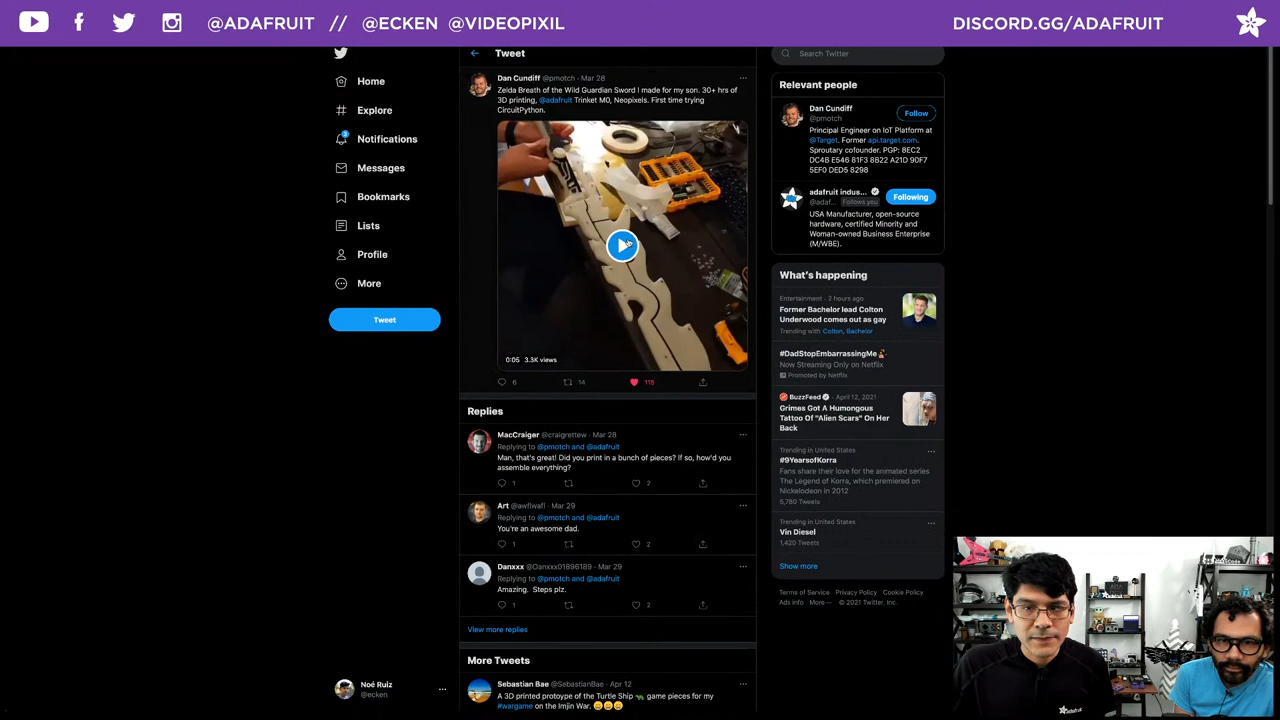 @ADAFRUIT // @ECKEN @VIDEOPIXIL
DISCORD.GG/ADAFRUIT
Home
Explore
Notifications
Messages
Bookmarks
Lists
Profile
More
Tweet
Noé Ruiz
@ecken
Tweet
Dan Cundiff @pmotch · Mar 28
Zelda Breath of the Wild Guardian Sword I made for my son. 30+ hrs of
3D printing, @adafruit Trinket M0, Neopixels. First time trying
CircuitPython.
0:05 3.3K views
6 14 115
Replies
MacCraiger @craigrettew · Mar 28
Replying to @pmotch and @adafruit
Man, that's great! Did you print in a bunch of pieces? If so, how'd you
assemble everything?
1 2
Art @awflwafl · Mar 29
Replying to @pmotch and @adafruit
You're an awesome dad.
1 2
Danxxx @Danxxx01896189 · Mar 29
Replying to @pmotch and @adafruit
Amazing. Steps plz.
1 2
View more replies
More Tweets
Sebastian Bae @SebastianBae · Apr 12
A 3D printed protoype of the Turtle Ship game pieces for my
#wargame on the Imjin War.
Search Twitter
Relevant people
Dan Cundiff
@pmotch
Follow
Principal Engineer on IoT Platform at
@Target. Former api.target.com.
Sproutary cofounder. PGP: 8EC2
DC4B E546 81F3 8B22 A21D 90F7
5EF0 DED5 8298
adafruit indus...
@adaf... Follows you
Following
USA Manufacturer, open-source
hardware, certified Minority and
Woman-owned Business Enterprise
(M/WBE).
What's happening
Entertainment · 2 hours ago
Former Bachelor lead Colton
Underwood comes out as gay
Trending with Colton, Bachelor
#DadStopEmbarrassingMe
Now Streaming Only on Netflix
Promoted by Netflix
BuzzFeed · April 12, 2021
Grimes Got A Humongous
Tattoo Of "Alien Scars" On Her
Back
Trending in United States
#9YearsofKorra
Fans share their love for the animated series
The Legend of Korra, which premiered on
Nickelodeon in 2012
5,780 Tweets
Trending in United States
Vin Diesel
1,420 Tweets
Show more
Terms of Service Privacy Policy Cookie Policy
Ads info More ··· © 2021 Twitter, Inc.
adafruit